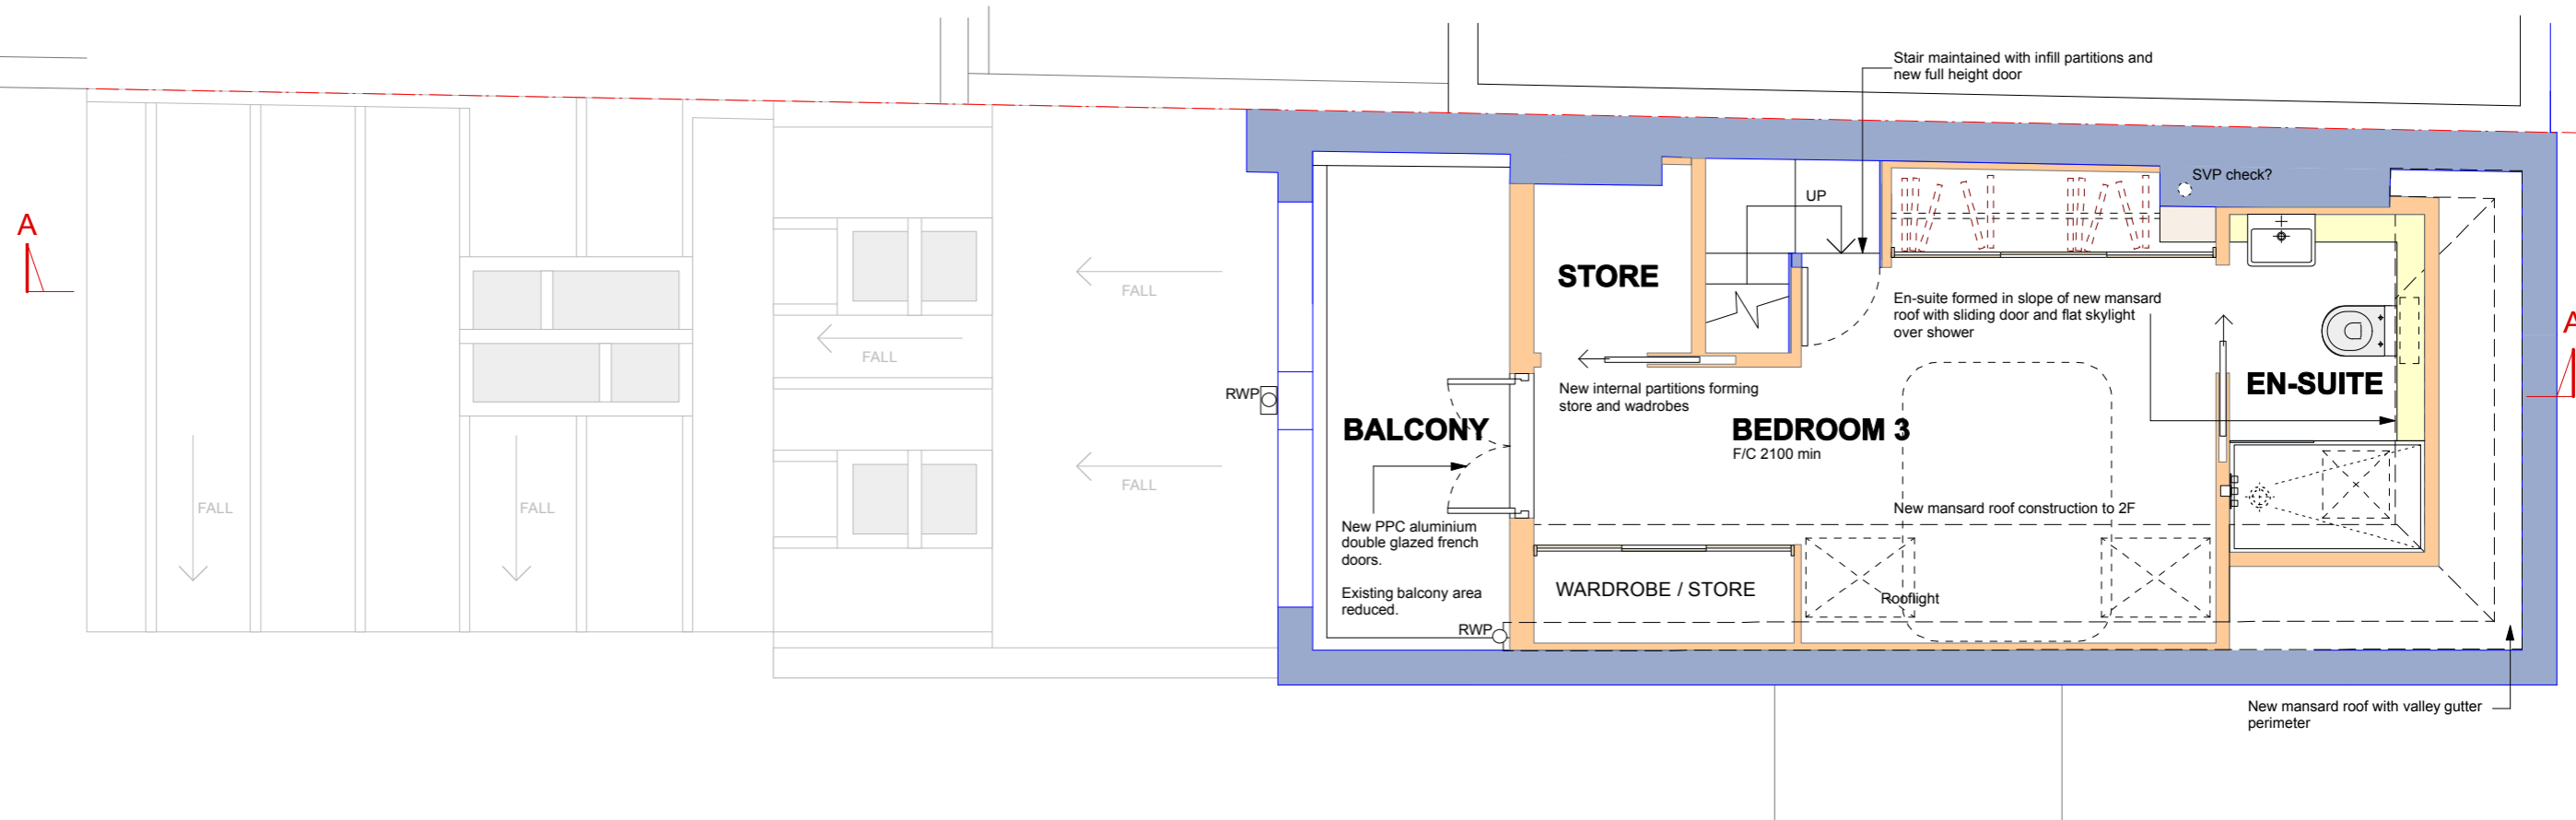 Stair maintained with infill partitions and
new full height door
SVP check?
UP
A
STORE
FALL
En-suite formed in slope of new mansard
roof with sliding door and flat skylight
over shower
A
FALL
New internal partitions forming
store and wadrobes
EN-SUITE
RWP
BALCONY
BEDROOM 3
F/C 2100 min
FALL
FALL
FALL
New mansard roof construction to 2F
New PPC aluminium
double glazed french
doors.
Existing balcony area
reduced.
WARDROBE / STORE
Rooflight
RWP
New mansard roof with valley gutter
perimeter